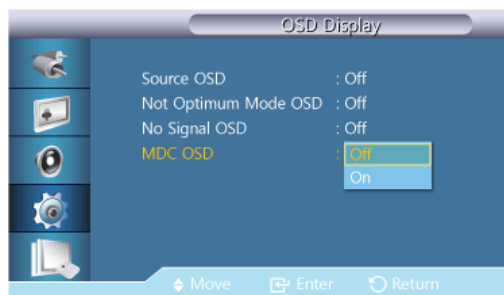 OSD Display
Source OSD : Off
Not Optimum Mode OSD : Off
No Signal OSD : Off
MDC OSD : Off
On
Move Enter Return